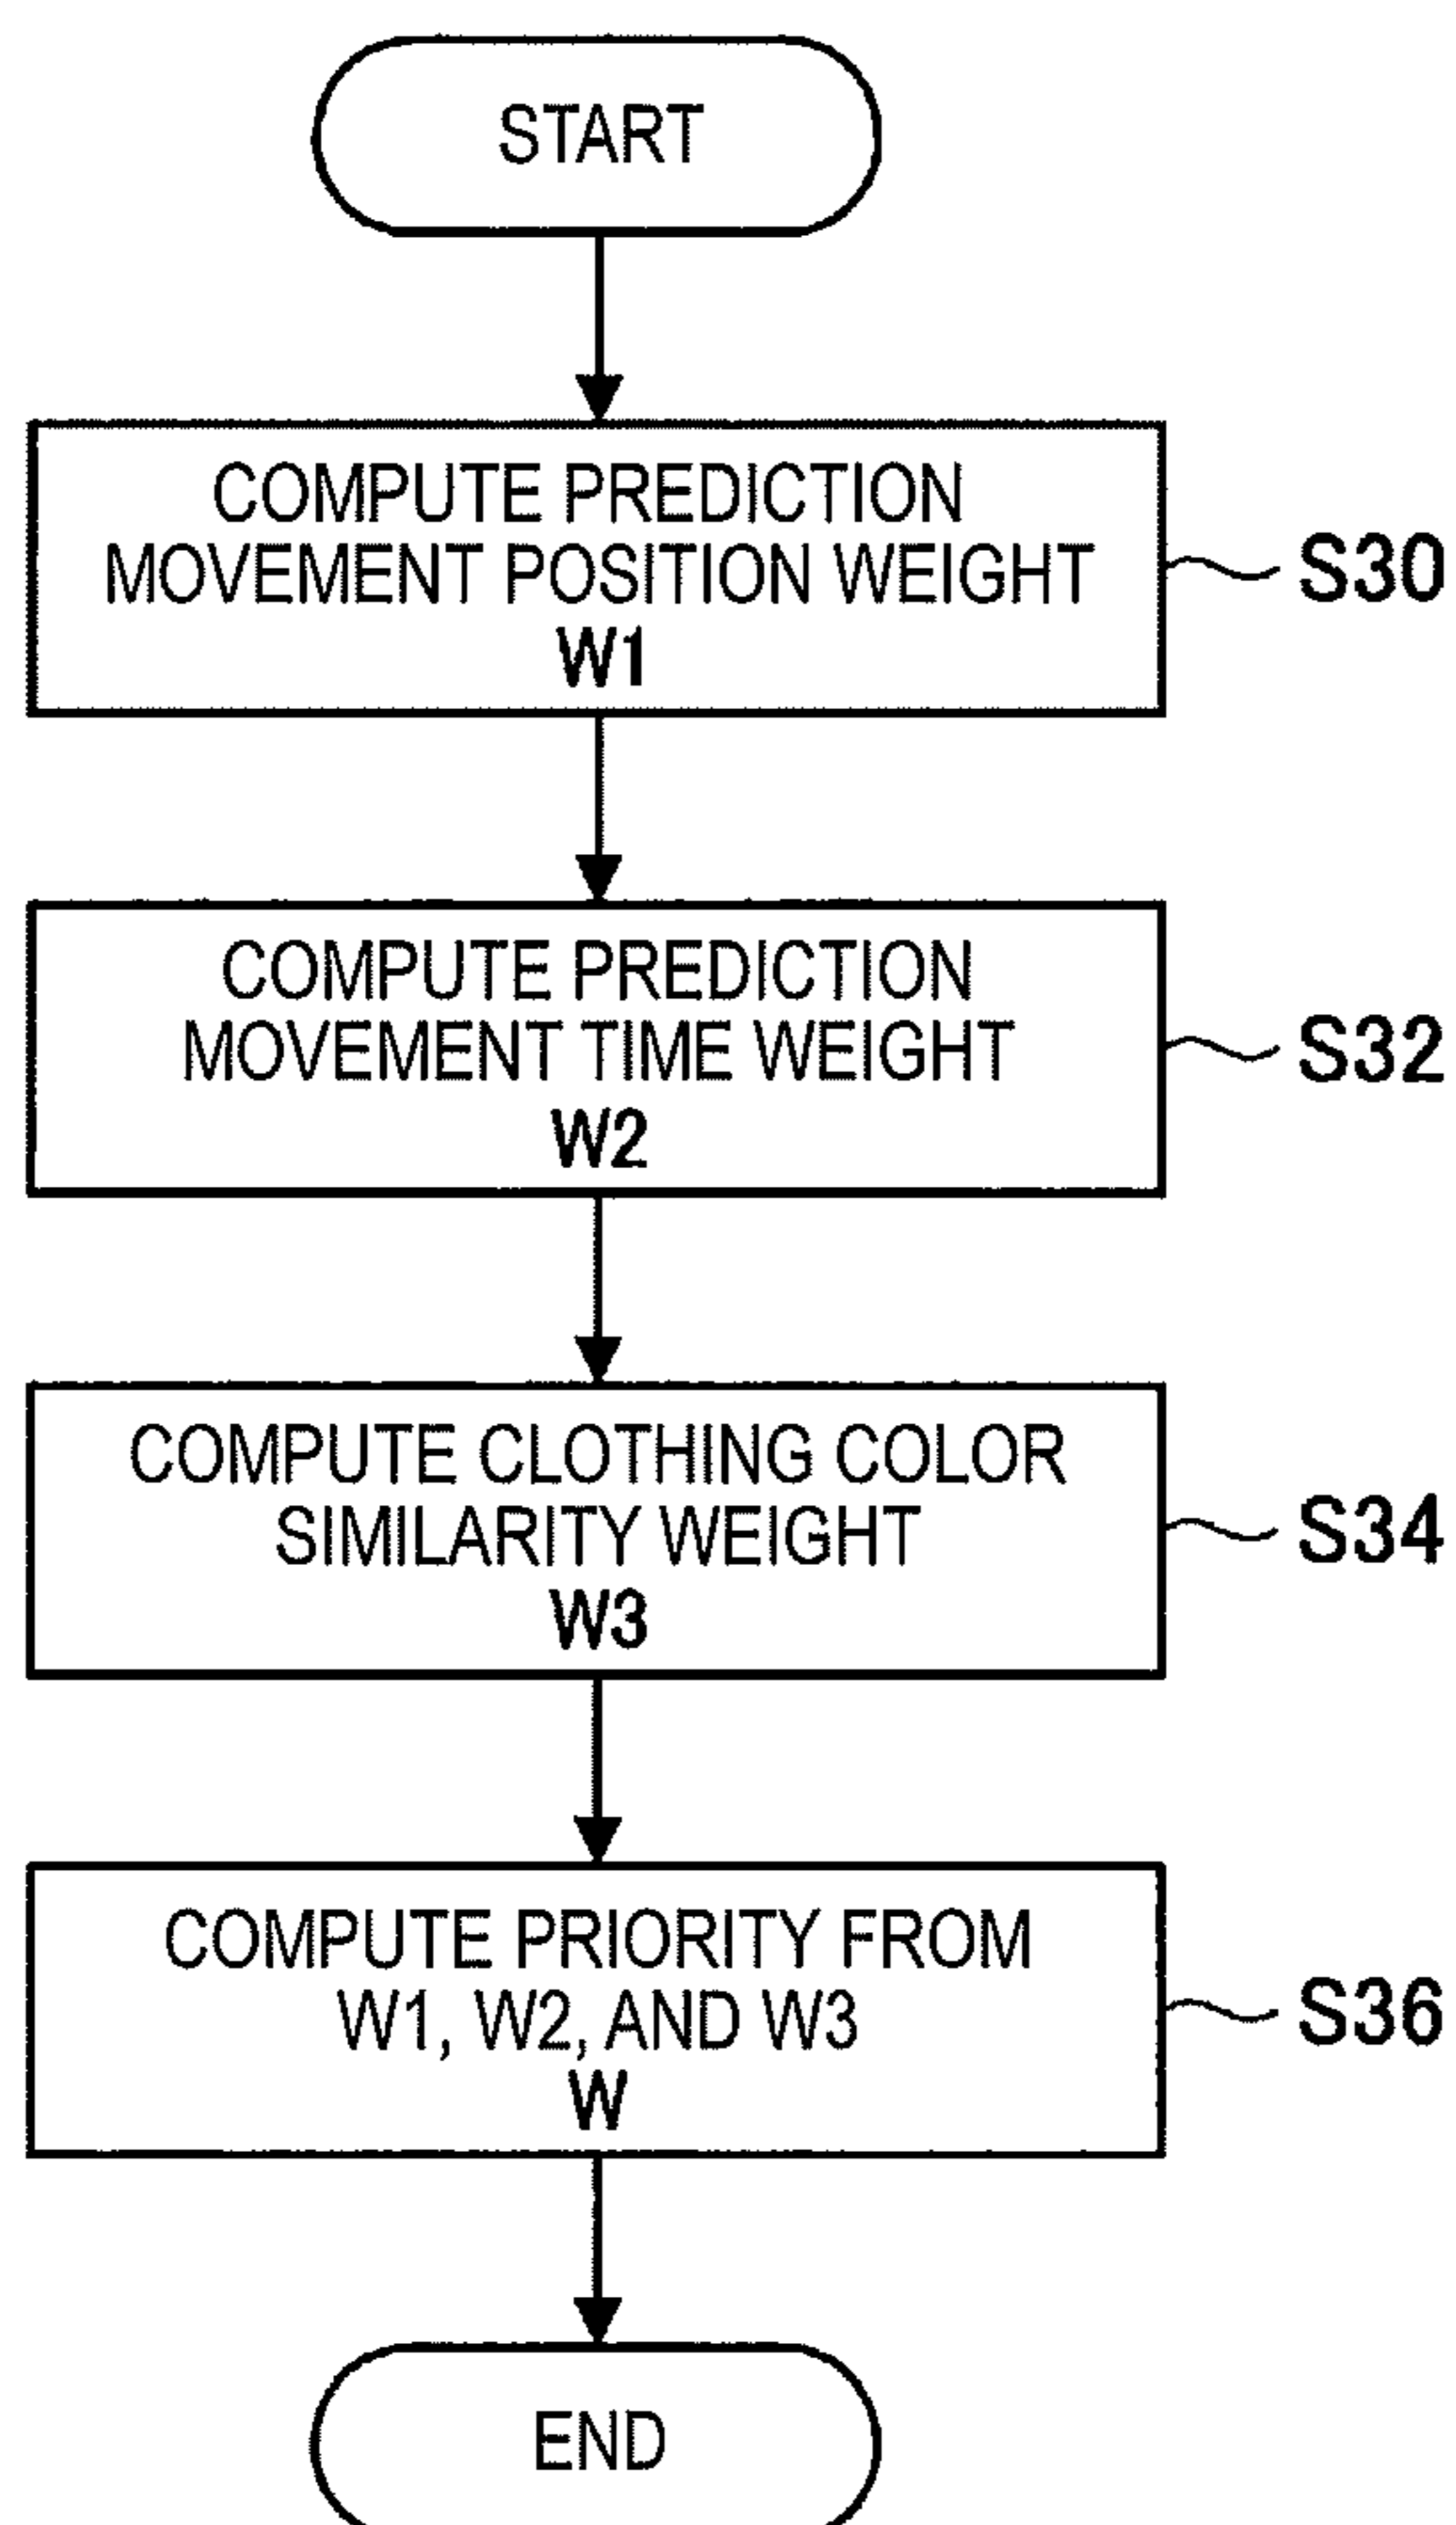 START
COMPUTE PREDICTION
MOVEMENT POSITION WEIGHT
W1
S30
COMPUTE PREDICTION
MOVEMENT TIME WEIGHT
W2
S32
COMPUTE CLOTHING COLOR
SIMILARITY WEIGHT
W3
S34
COMPUTE PRIORITY FROM
W1, W2, AND W3
W
S36
END